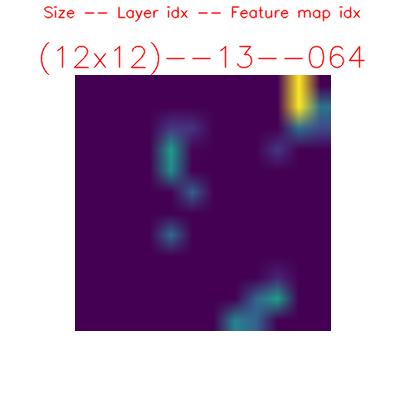 Size -- Layer idx -- Feature map idx
(12x12)--13--064